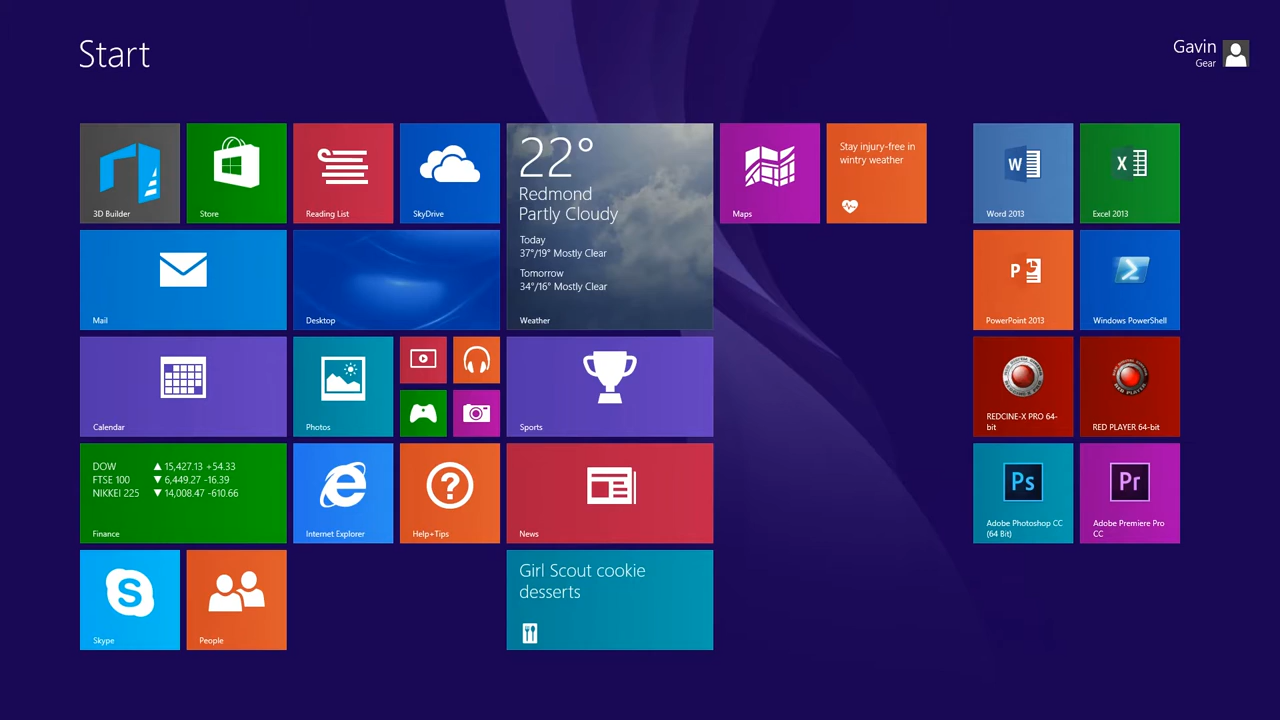 Start
Gavin
Gear
3D Builder
Store
Reading List
SkyDrive
22°
Redmond
Partly Cloudy
Today
37°/19° Mostly Clear
Tomorrow
34°/16° Mostly Clear
Weather
Maps
Stay injury-free in
wintry weather
Mail
Desktop
Calendar
Photos
Sports
DOW ▲ 15,427.13 +54.33
FTSE 100 ▼ 6,449.27 -16.39
NIKKEI 225 ▼ 14,008.47 -610.66
Finance
Internet Explorer
?
Help+Tips
News
S
Skype
People
Girl Scout cookie
desserts
W
Word 2013
X
Excel 2013
P
PowerPoint 2013
Windows PowerShell
REDCINE-X PRO 64-
bit
RED PLAYER
RED PLAYER 64-bit
Ps
Adobe Photoshop CC
(64 Bit)
Pr
Adobe Premiere Pro
CC